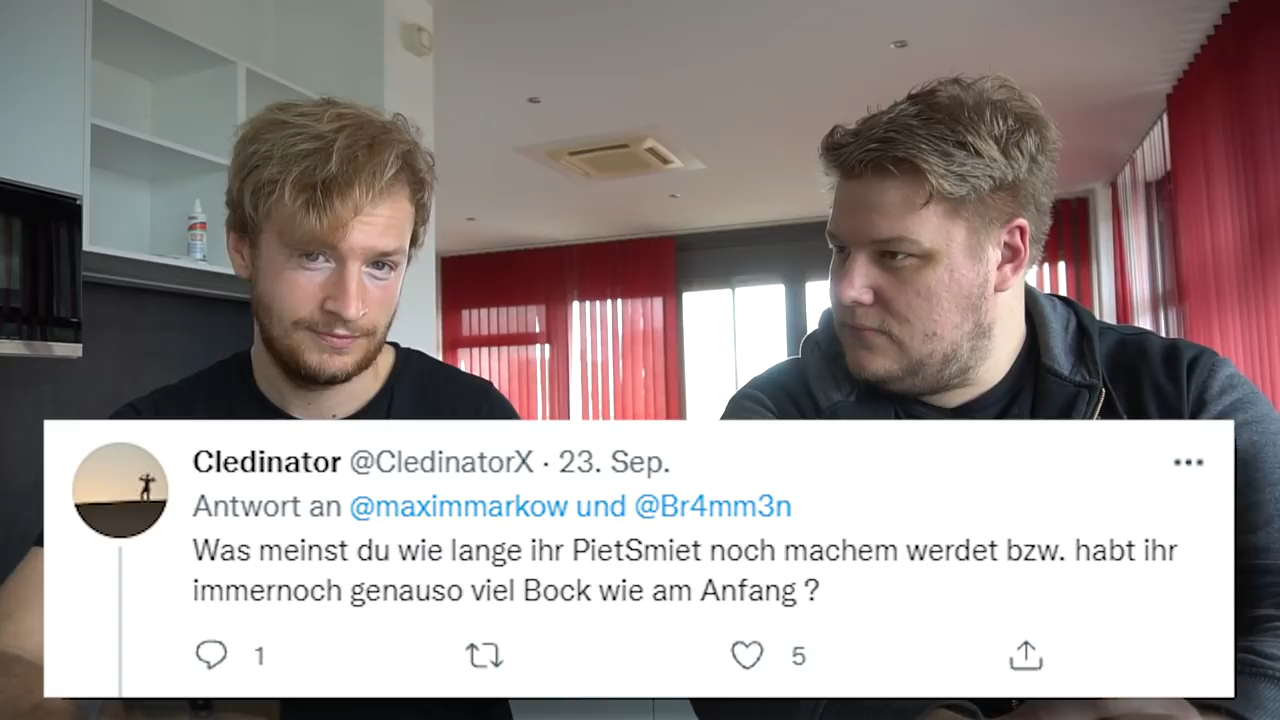 Cledinator @CledinatorX · 23. Sep.
Antwort an @maximmarkow und @Br4mm3n
Was meinst du wie lange ihr PietSmiet noch machem werdet bzw. habt ihr
immernoch genauso viel Bock wie am Anfang ?
1 5